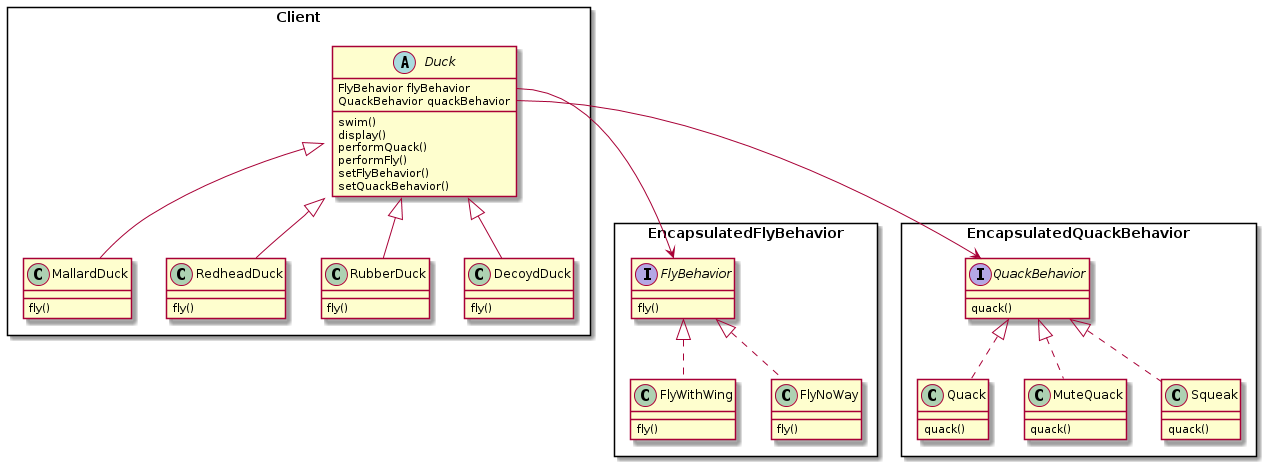 Client
A Duck
FlyBehavior flyBehavior
QuackBehavior quackBehavior
swim()
display()
performQuack()
performFly()
setFlyBehavior()
setQuackBehavior()
C MallardDuck
fly()
C RedheadDuck
fly()
C RubberDuck
fly()
C DecoydDuck
fly()
EncapsulatedFlyBehavior
I FlyBehavior
fly()
C FlyWithWing
fly()
C FlyNoWay
fly()
EncapsulatedQuackBehavior
I QuackBehavior
quack()
C Quack
quack()
C MuteQuack
quack()
C Squeak
quack()